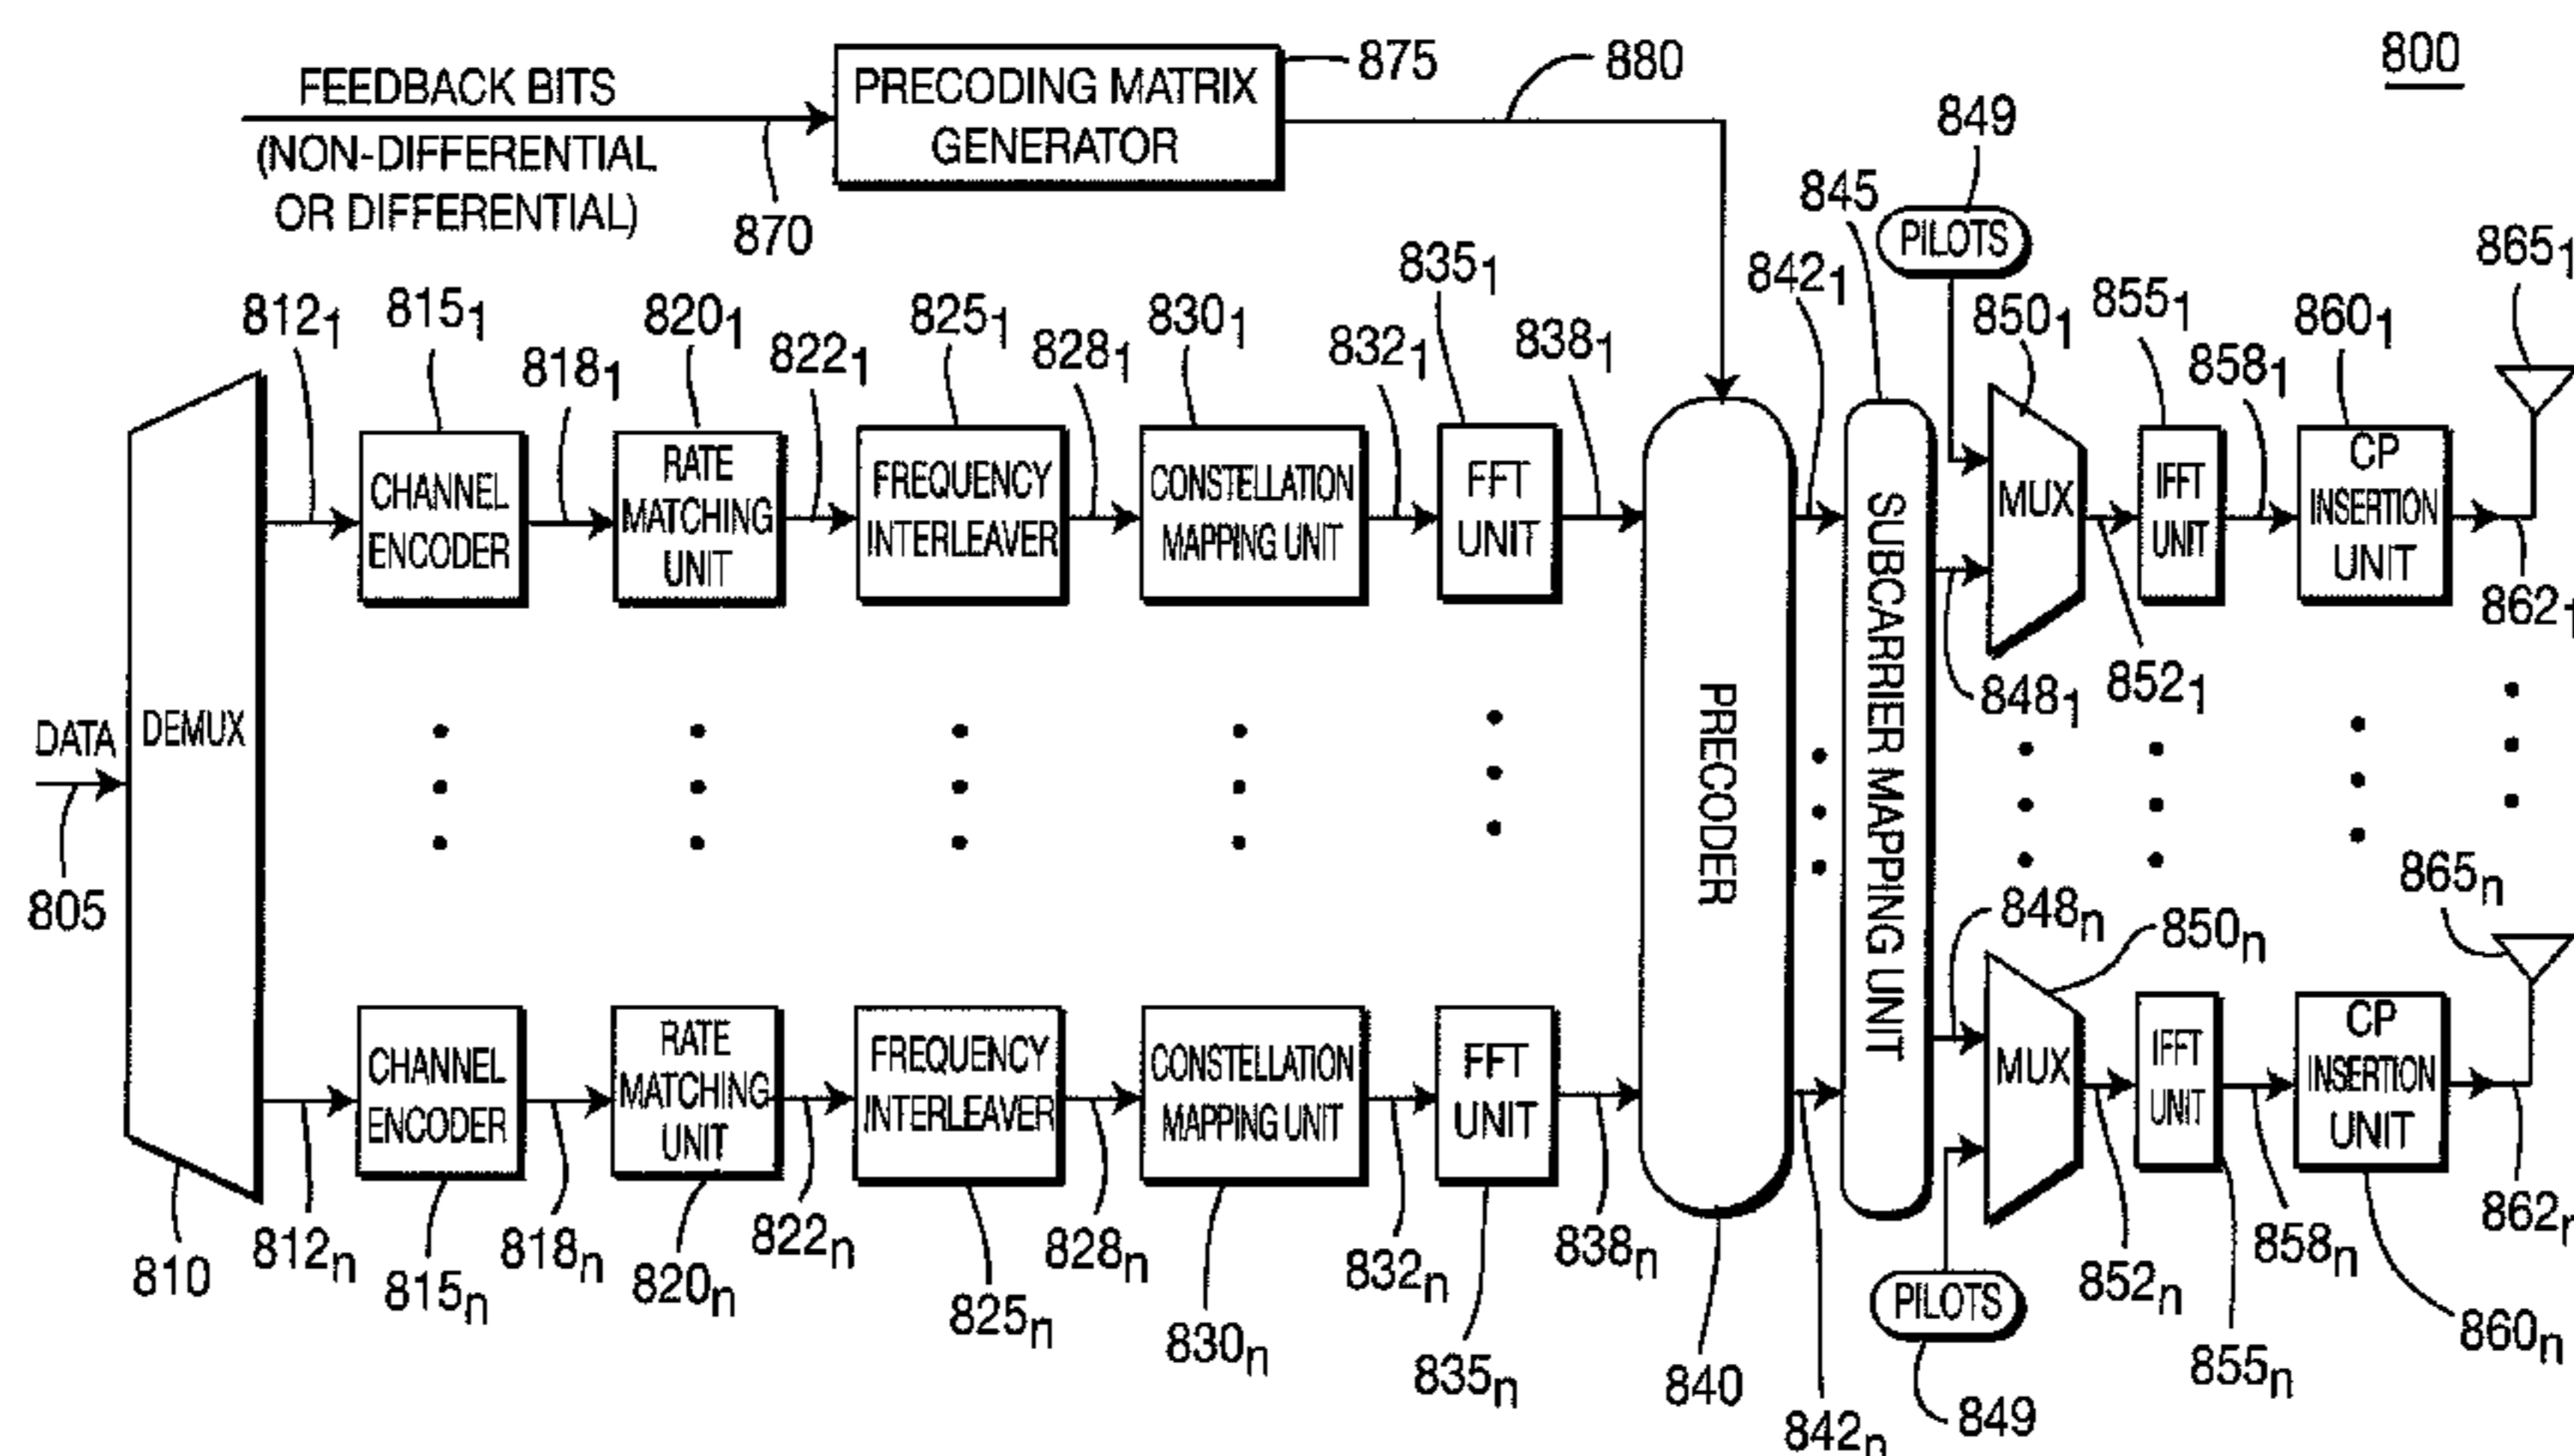 800
FEEDBACK BITS
(NON-DIFFERENTIAL
OR DIFFERENTIAL)
870
PRECODING MATRIX
GENERATOR
875
880
849
PILOTS
845
842₁
865₁
812₁
815₁
818₁
820₁
822₁
825₁
828₁
830₁
832₁
835₁
838₁
850₁
855₁
858₁
860₁
CHANNEL
ENCODER
RATE
MATCHING
UNIT
FREQUENCY
INTERLEAVER
CONSTELLATION
MAPPING UNIT
FFT
UNIT
MUX
IFFT
UNIT
CP
INSERTION
UNIT
862₁
848₁
852₁
DATA
805
DEMUX
PRECODER
SUBCARRIER MAPPING UNIT
848n
850n
865n
CHANNEL
ENCODER
RATE
MATCHING
UNIT
FREQUENCY
INTERLEAVER
CONSTELLATION
MAPPING UNIT
FFT
UNIT
MUX
IFFT
UNIT
CP
INSERTION
UNIT
810
812n
815n
818n
820n
822n
825n
828n
830n
832n
835n
838n
840
842n
PILOTS
849
852n
855n
858n
860n
862n